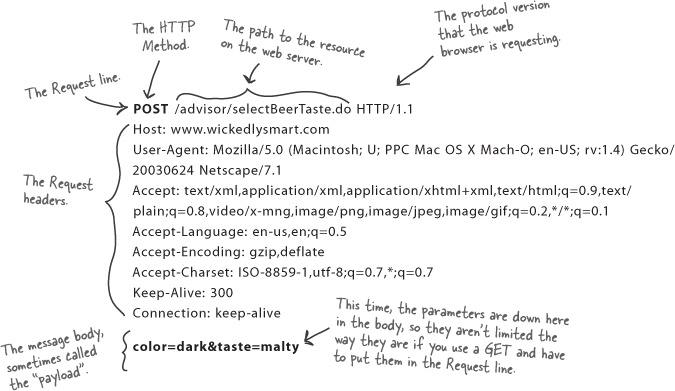 The HTTP
Method.
The path to the resource
on the web server.
The protocol version
that the web
browser is requesting.
The Request line.
POST /advisor/selectBeerTaste.do HTTP/1.1
Host: www.wickedlysmart.com
User-Agent: Mozilla/5.0 (Macintosh; U; PPC Mac OS X Mach-O; en-US; rv:1.4) Gecko/
20030624 Netscape/7.1
Accept: text/xml,application/xml,application/xhtml+xml,text/html;q=0.9,text/
plain;q=0.8,video/x-mng,image/png,image/jpeg,image/gif;q=0.2,*/*;q=0.1
Accept-Language: en-us,en;q=0.5
Accept-Encoding: gzip,deflate
Accept-Charset: ISO-8859-1,utf-8;q=0.7,*;q=0.7
Keep-Alive: 300
Connection: keep-alive
The Request
headers.
The message body,
sometimes called
the “payload”.
color=dark&taste=malty
This time, the parameters are down here
in the body, so they aren’t limited the
way they are if you use a GET and have
to put them in the Request line.